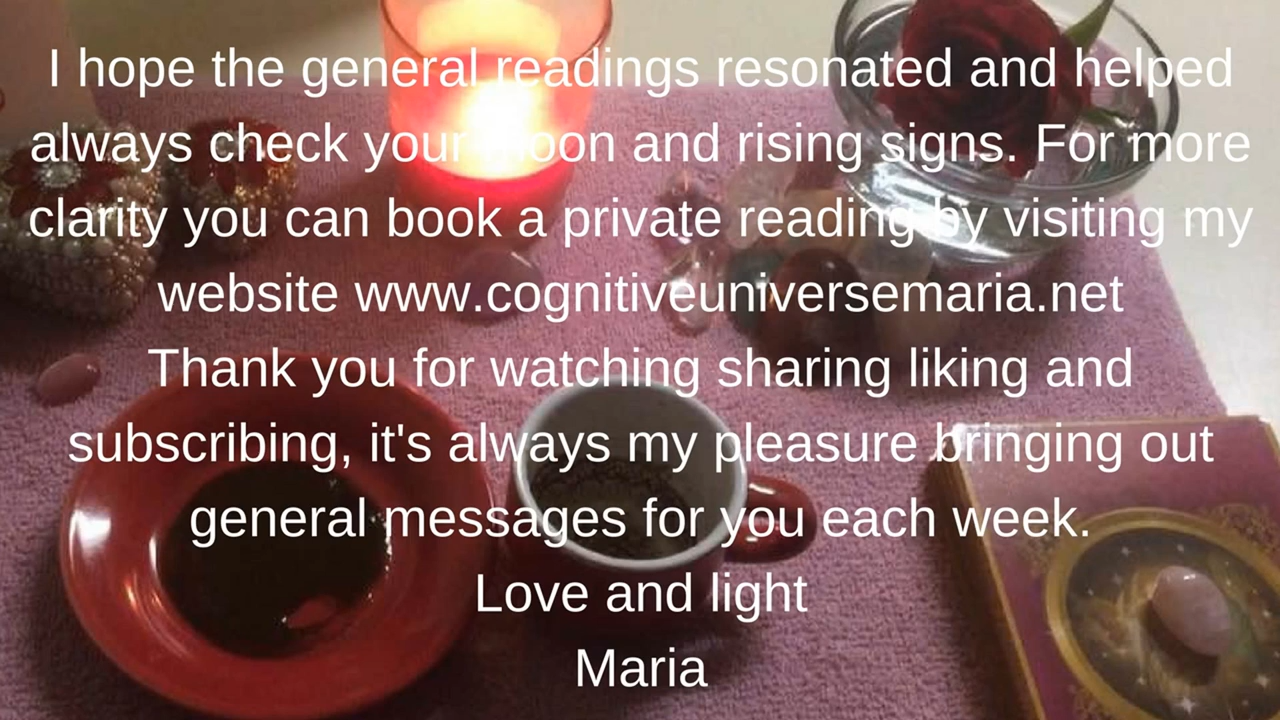 I hope the general readings resonated and helped
always check your moon and rising signs. For more
clarity you can book a private reading by visiting my
website www.cognitiveuniversemaria.net
Thank you for watching sharing liking and
subscribing, it's always my pleasure bringing out
general messages for you each week.
Love and light
Maria